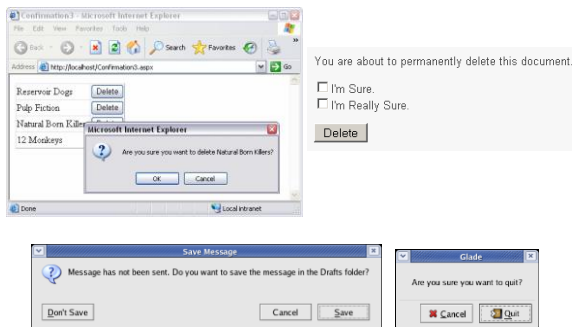 Confirmation3 - Microsoft Internet Explorer
File Edit View Favorites Tools Help
Back Search Favorites
Address http://localhost/Confirmation3.aspx Go
Reservoir Dogs Delete
Pulp Fiction Delete
Natural Born Killer
12 Monkeys
Microsoft Internet Explorer
Are you sure you want to delete Natural Born Killers?
OK Cancel
Done Local intranet
You are about to permanently delete this document.
I'm Sure.
I'm Really Sure.
Delete
Save Message
Message has not been sent. Do you want to save the message in the Drafts folder?
Don't Save Cancel Save
Glade
Are you sure you want to quit?
Cancel Quit